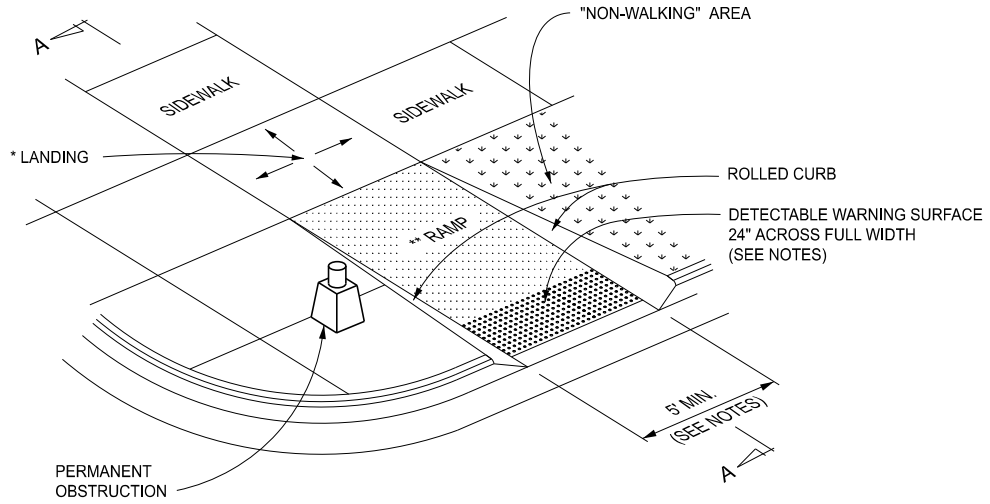 "NON-WALKING" AREA
A
SIDEWALK
SIDEWALK
* LANDING
ROLLED CURB
** RAMP
DETECTABLE WARNING SURFACE
24" ACROSS FULL WIDTH
(SEE NOTES)
5' MIN.
(SEE NOTES)
A
PERMANENT
OBSTRUCTION